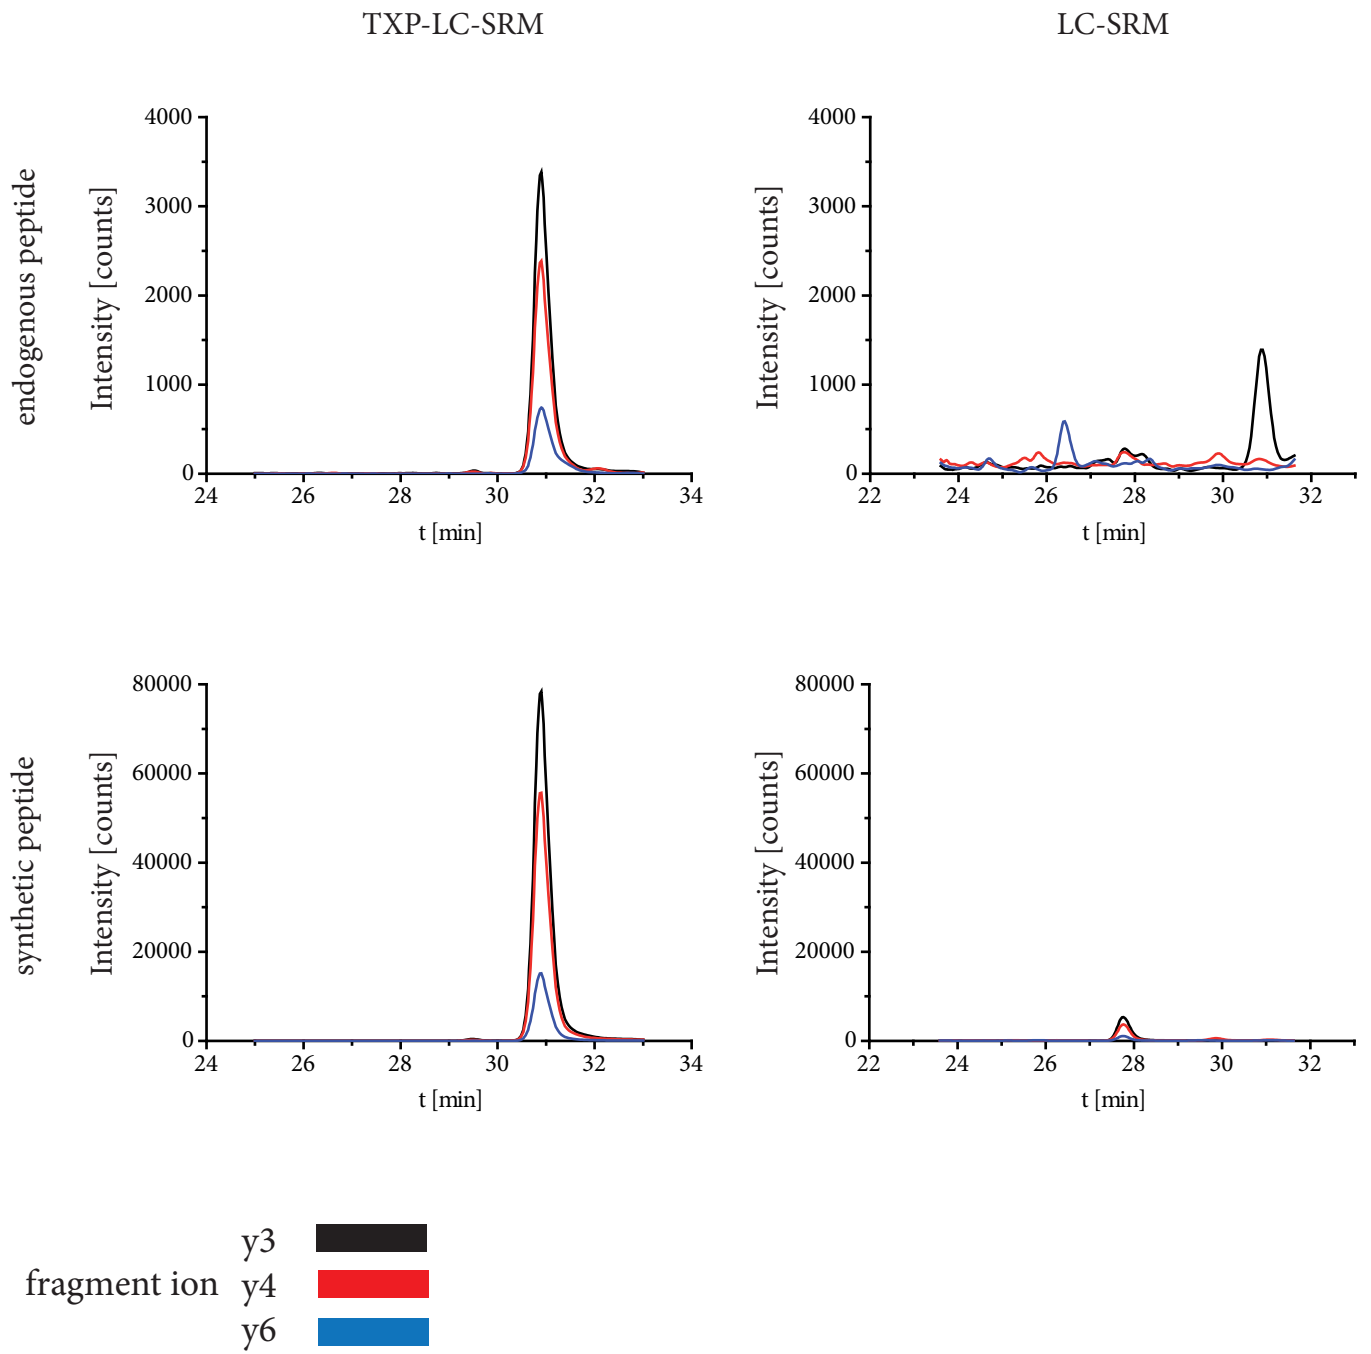 TXP-LC-SRM
LC-SRM
endogenous peptide
Intensity [counts]
4000
3000
2000
1000
0
24 26 28 30 32 34
t [min]
Intensity [counts]
4000
3000
2000
1000
0
22 24 26 28 30 32
t [min]
synthetic peptide
Intensity [counts]
80000
60000
40000
20000
0
24 26 28 30 32 34
t [min]
Intensity [counts]
80000
60000
40000
20000
0
22 24 26 28 30 32
t [min]
y3
fragment ion y4
y6